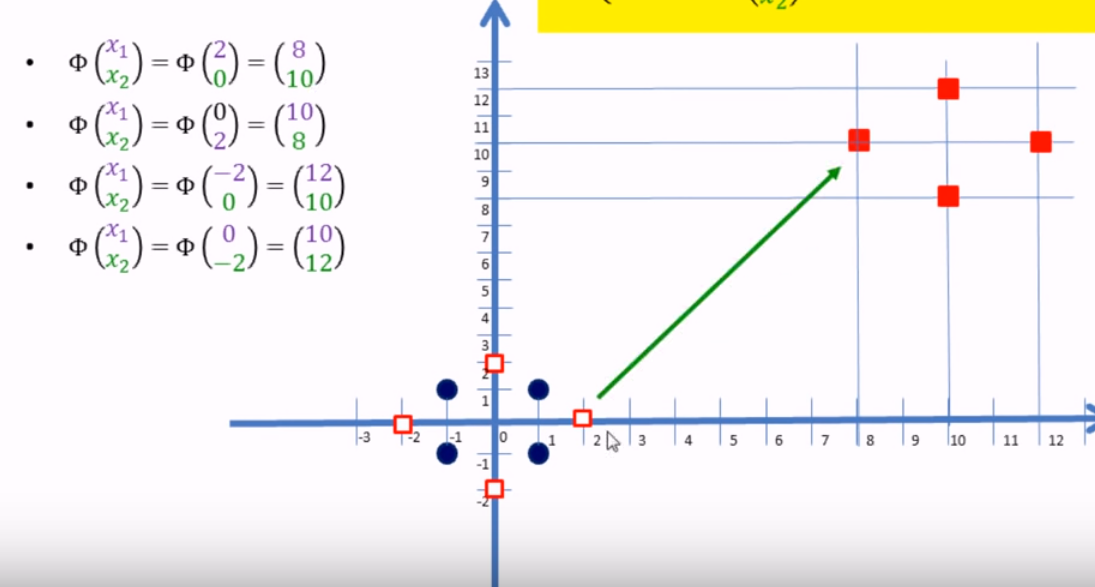 (x₂)
• Φ(x₁ x₂) = Φ(2 0) = (8 10)
• Φ(x₁ x₂) = Φ(0 2) = (10 8)
• Φ(x₁ x₂) = Φ(−2 0) = (12 10)
• Φ(x₁ x₂) = Φ(0 −2) = (10 12)
13
12
11
10
9
8
7
6
5
4
3
2
1
-3 -2 -1 0 1 2 3 4 5 6 7 8 9 10 11 12
-1
-2